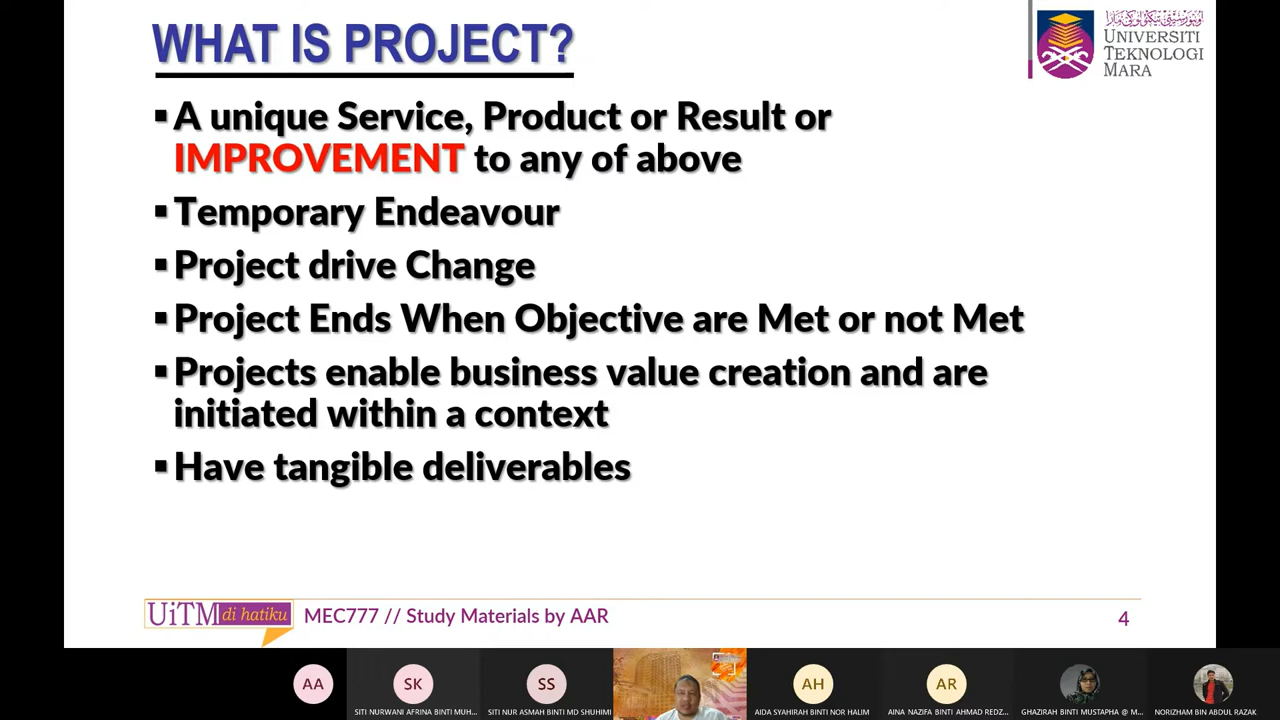 WHAT IS PROJECT?
اونيۏرسيتي تيكنولوڬي مارا
UNIVERSITI
TEKNOLOGI
MARA
▪A unique Service, Product or Result or
IMPROVEMENT to any of above
▪Temporary Endeavour
▪Project drive Change
▪Project Ends When Objective are Met or not Met
▪Projects enable business value creation and are
initiated within a context
▪Have tangible deliverables
UiTM di hatiku
MEC777 // Study Materials by AAR
4
AA
SK
SS
AH
AR
SITI NURWANI AFRINA BINTI MUH...
SITI NUR ASMAH BINTI MD SHUHIMI
AIDA SYAHIRAH BINTI NOR HALIM
AINA NAZIFA BINTI AHMAD REDZ...
GHAZIRAH BINTI MUSTAPHA @ M...
NORIZHAM BIN ABDUL RAZAK